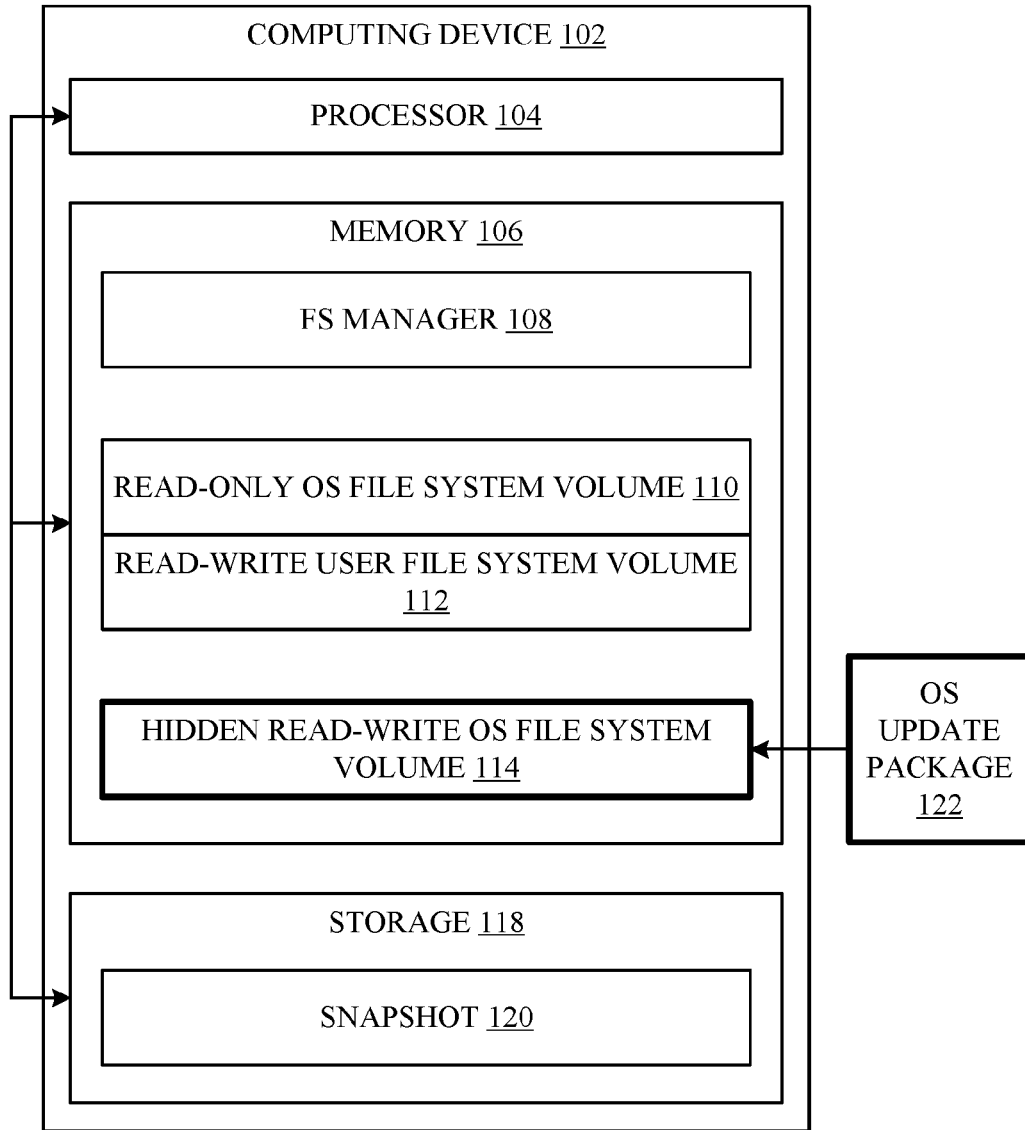 COMPUTING DEVICE 102
PROCESSOR 104
MEMORY 106
FS MANAGER 108
READ-ONLY OS FILE SYSTEM VOLUME 110
READ-WRITE USER FILE SYSTEM VOLUME
112
HIDDEN READ-WRITE OS FILE SYSTEM
VOLUME 114
OS
UPDATE
PACKAGE
122
STORAGE 118
SNAPSHOT 120